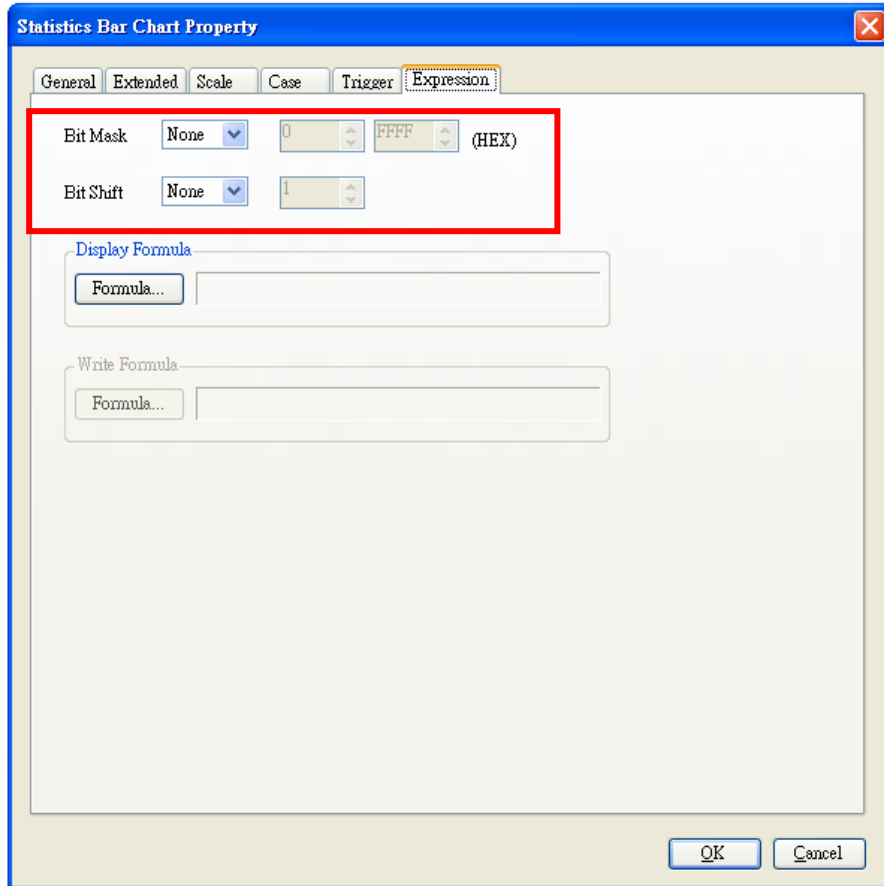 Statistics Bar Chart Property
General Extended Scale Case Trigger Expression
Bit Mask None 0 FFFF (HEX)
Bit Shift None 1
Display Formula
Formula...
Write Formula
Formula...
OK Cancel